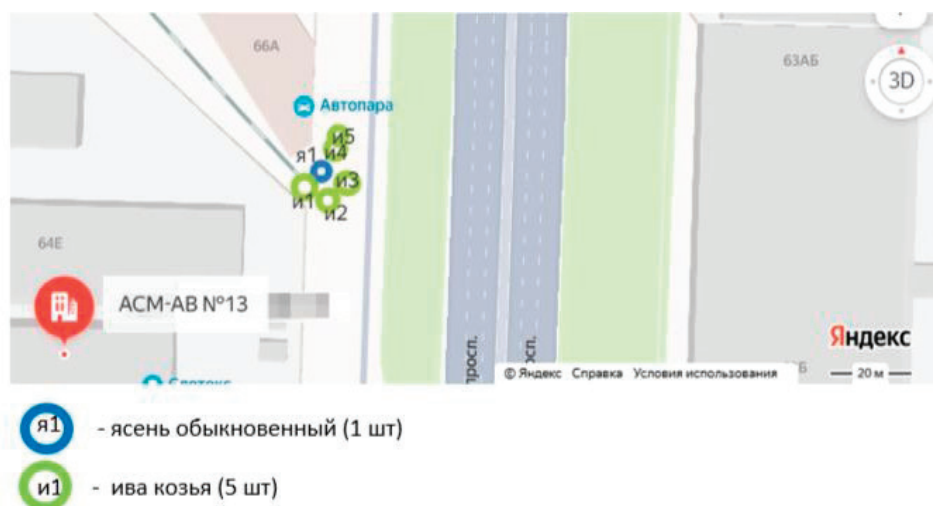 66А
63АБ
3D
Автопара
и5
я1 и4
и3
и1
и2
64Е
АСМ-АВ №13
Яндекс
просп.
© Яндекс Справка Условия использования
20 м
я1 - ясень обыкновенный (1 шт)
и1 - ива козья (5 шт)